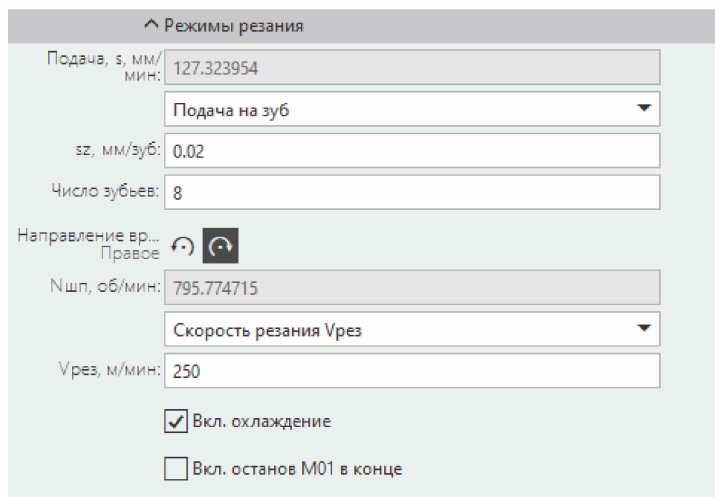 Режимы резания
Подача, s, мм/
мин:
127.323954
Подача на зуб
sz, мм/зуб:
0.02
Число зубьев:
8
Направление вр...
Правое
Nшп, об/мин:
795.774715
Скорость резания Vрез
Vрез, м/мин:
250
Вкл. охлаждение
Вкл. останов М01 в конце